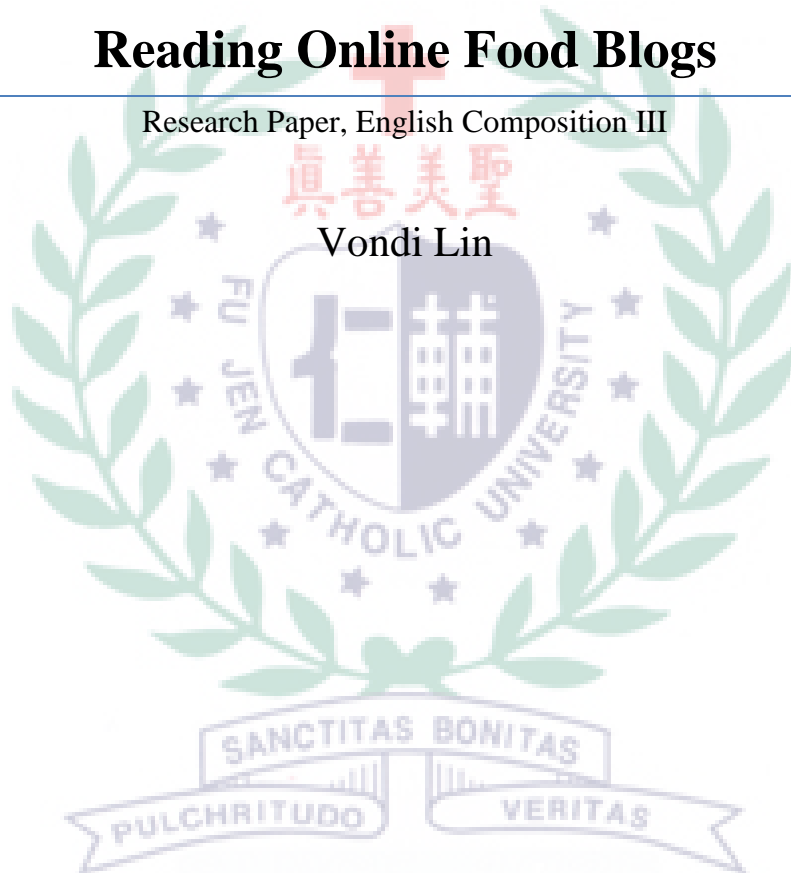 Reading Online Food Blogs
Research Paper, English Composition III
真善美聖
Vondi Lin
FU JEN CATHOLIC UNIVERSITY
仁輔
SANCTITAS BONITAS
PULCHRITUDO VERITAS